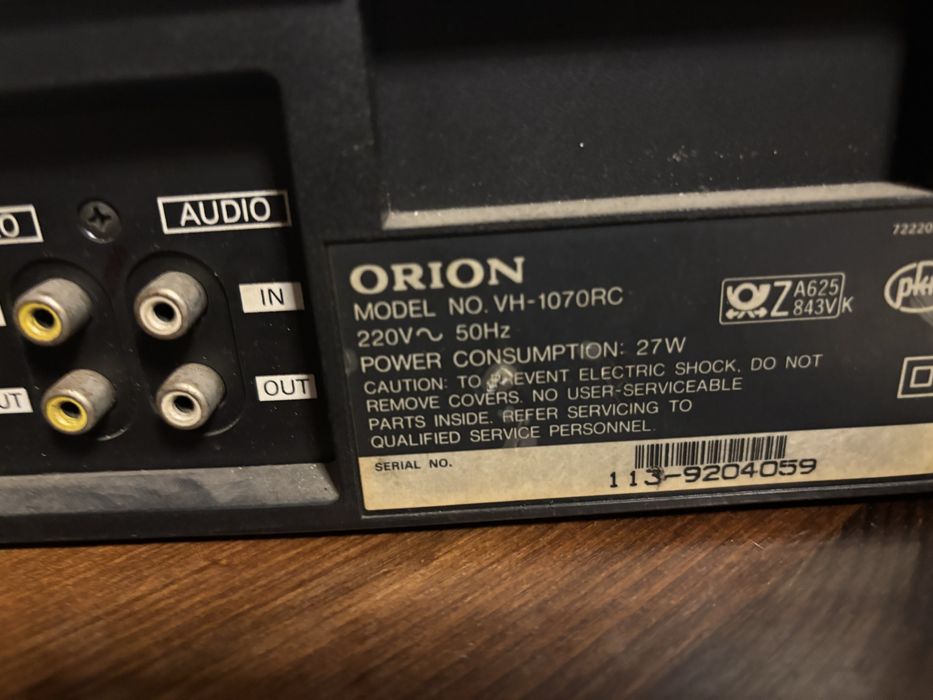 AUDIO
IN
OUT
ORION
MODEL NO. VH-1070RC
220V~ 50Hz
POWER CONSUMPTION: 27W
CAUTION: TO PREVENT ELECTRIC SHOCK, DO NOT
REMOVE COVERS. NO USER-SERVICEABLE
PARTS INSIDE. REFER SERVICING TO
QUALIFIED SERVICE PERSONNEL.
Z A625
843V K
72220
SERIAL NO.
113-9204059